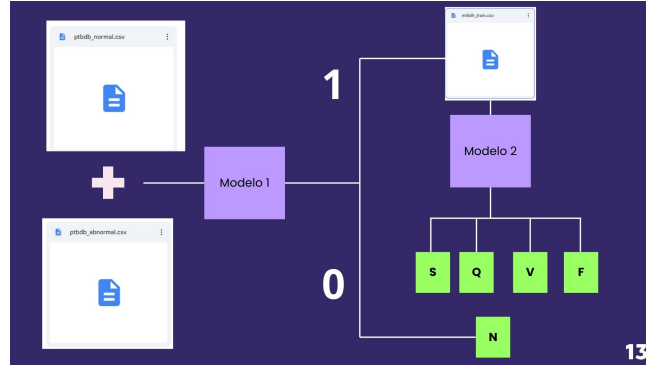 ptbdb_normal.csv
mitbih_train.csv
1
Modelo 1
Modelo 2
ptbdb_abnormal.csv
S
Q
V
F
0
N
13